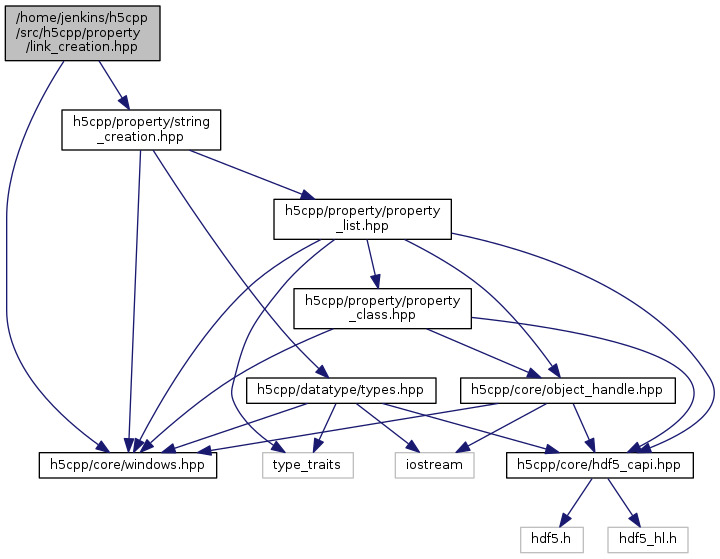 /home/jenkins/h5cpp
/src/h5cpp/property
/link_creation.hpp
h5cpp/property/string
_creation.hpp
h5cpp/property/property
_list.hpp
h5cpp/property/property
_class.hpp
h5cpp/datatype/types.hpp
h5cpp/core/object_handle.hpp
h5cpp/core/windows.hpp
type_traits
iostream
h5cpp/core/hdf5_capi.hpp
hdf5.h
hdf5_hl.h